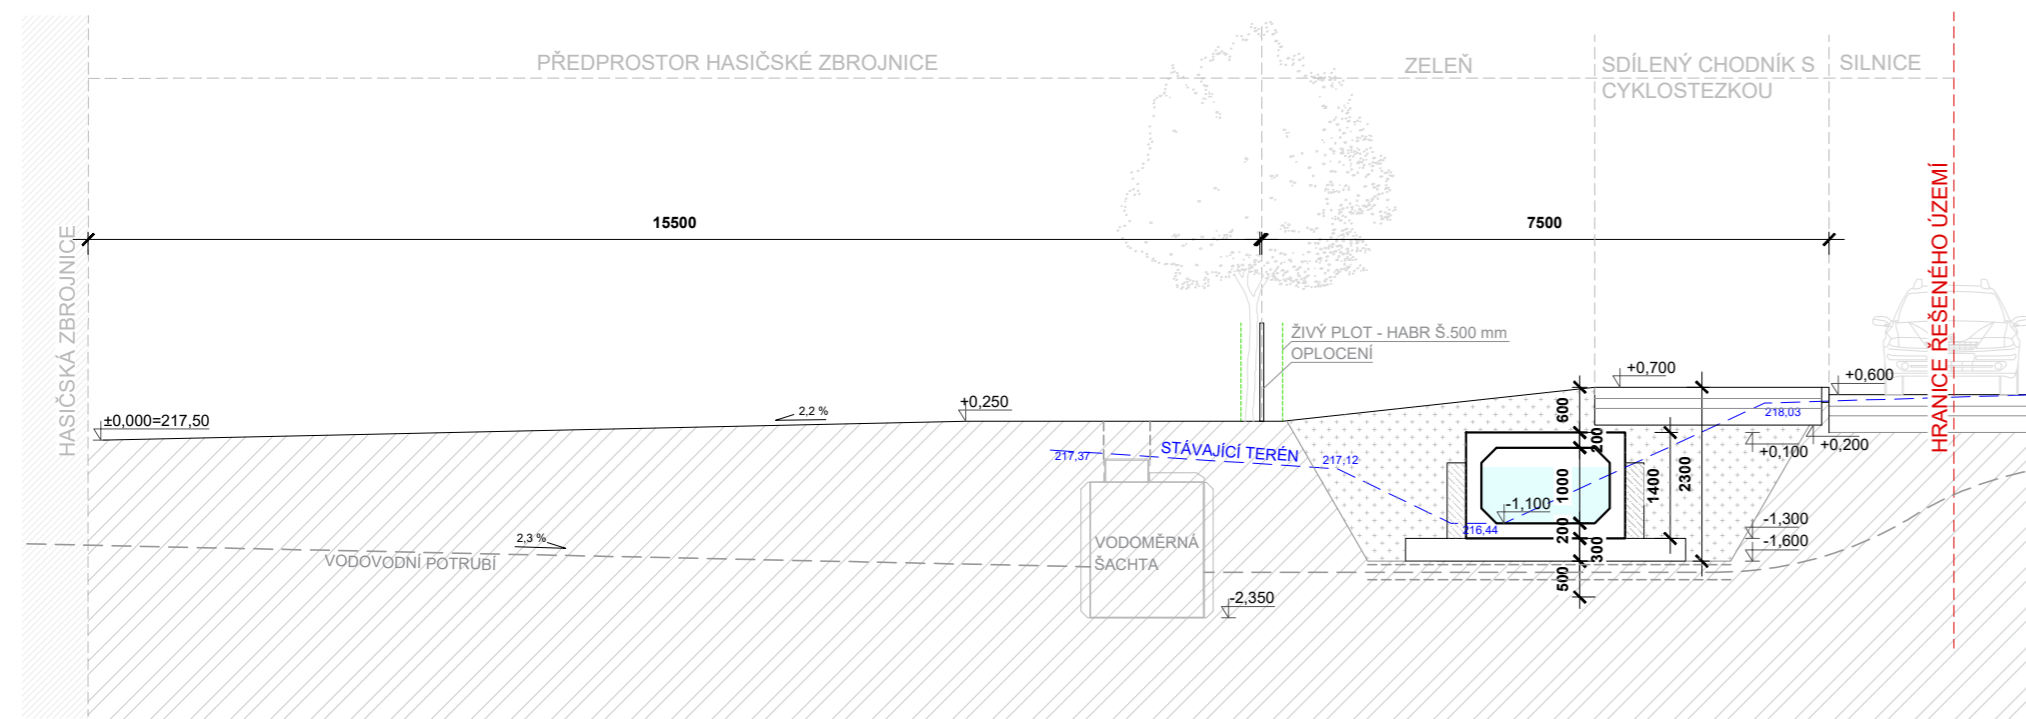 PŘEDPROSTOR HASIČSKÉ ZBROJNICE
ZELEŇ
SDÍLENÝ CHODNÍK S
CYKLOSTEZKOU
SILNICE
15500
7500
HASIČSKÁ ZBROJNICE
HRANICE ŘEŠENÉHO ÚZEMÍ
ŽIVÝ PLOT - HABR Š.500 mm
OPLOCENÍ
±0,000=217,50
2,2 %
+0,250
+0,700
+0,600
218,03
+0,200
+0,100
600
200
1000
200
300
500
1400
2300
217,37
STÁVAJÍCÍ TERÉN
217,12
216,44
-1,100
-1,300
-1,600
2,3 %
VODOVODNÍ POTRUBÍ
VODOMĚRNÁ
ŠACHTA
-2,350